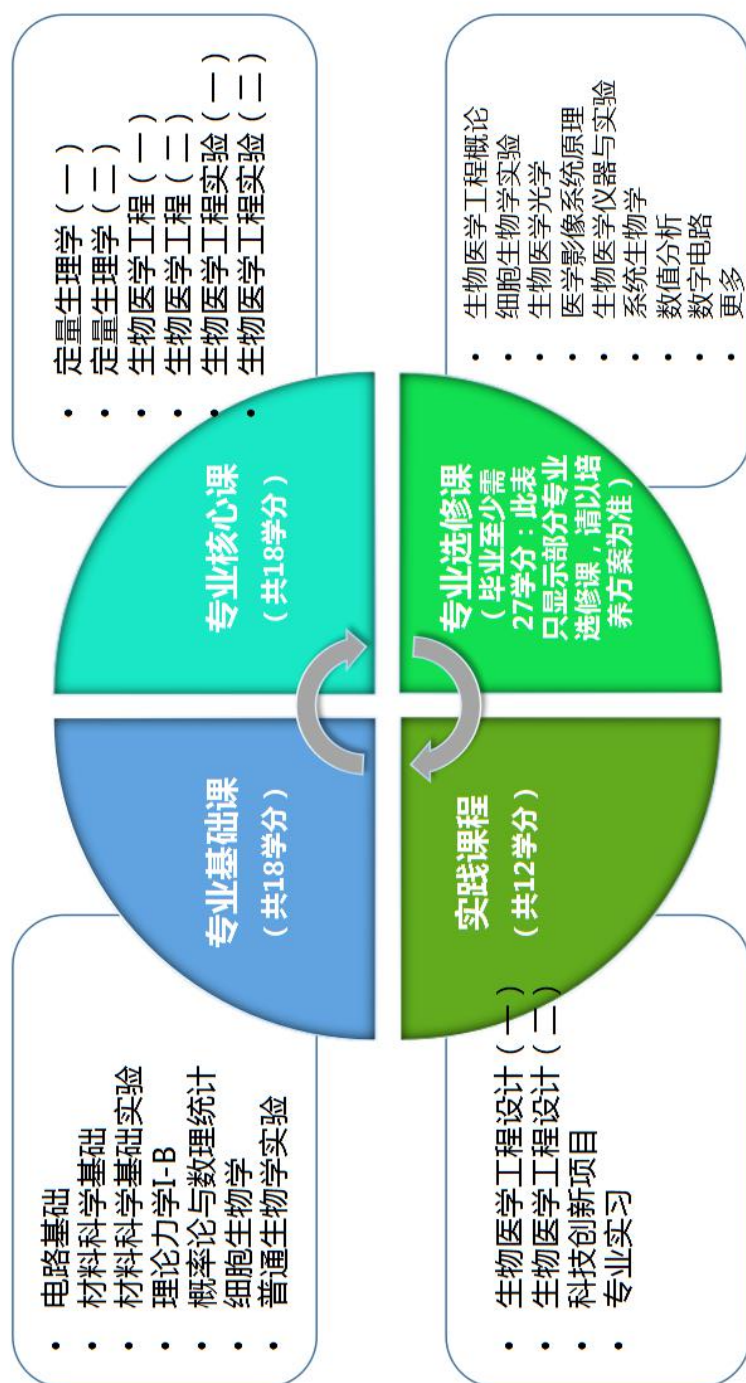 电路基础
材料科学基础
材料科学基础实验
理论力学I-B
概率论与数理统计
细胞生物学
普通生物学实验
专业基础课
（共18学分）
专业核心课
（共18学分）
定量生理学（一）
定量生理学（二）
生物医学工程（一）
生物医学工程（二）
生物医学工程实验（一）
生物医学工程实验（二）
生物医学工程设计（一）
生物医学工程设计（二）
科技创新项目
专业实习
实践课程
（共12学分）
专业选修课
（毕业至少需
27学分：此表
只显示部分专业
选修课，请以培
养方案为准）
生物医学工程概论
细胞生物学实验
生物医学光学
医学影像系统原理
生物医学仪器与实验
系统生物学
数值分析
数字电路
更多